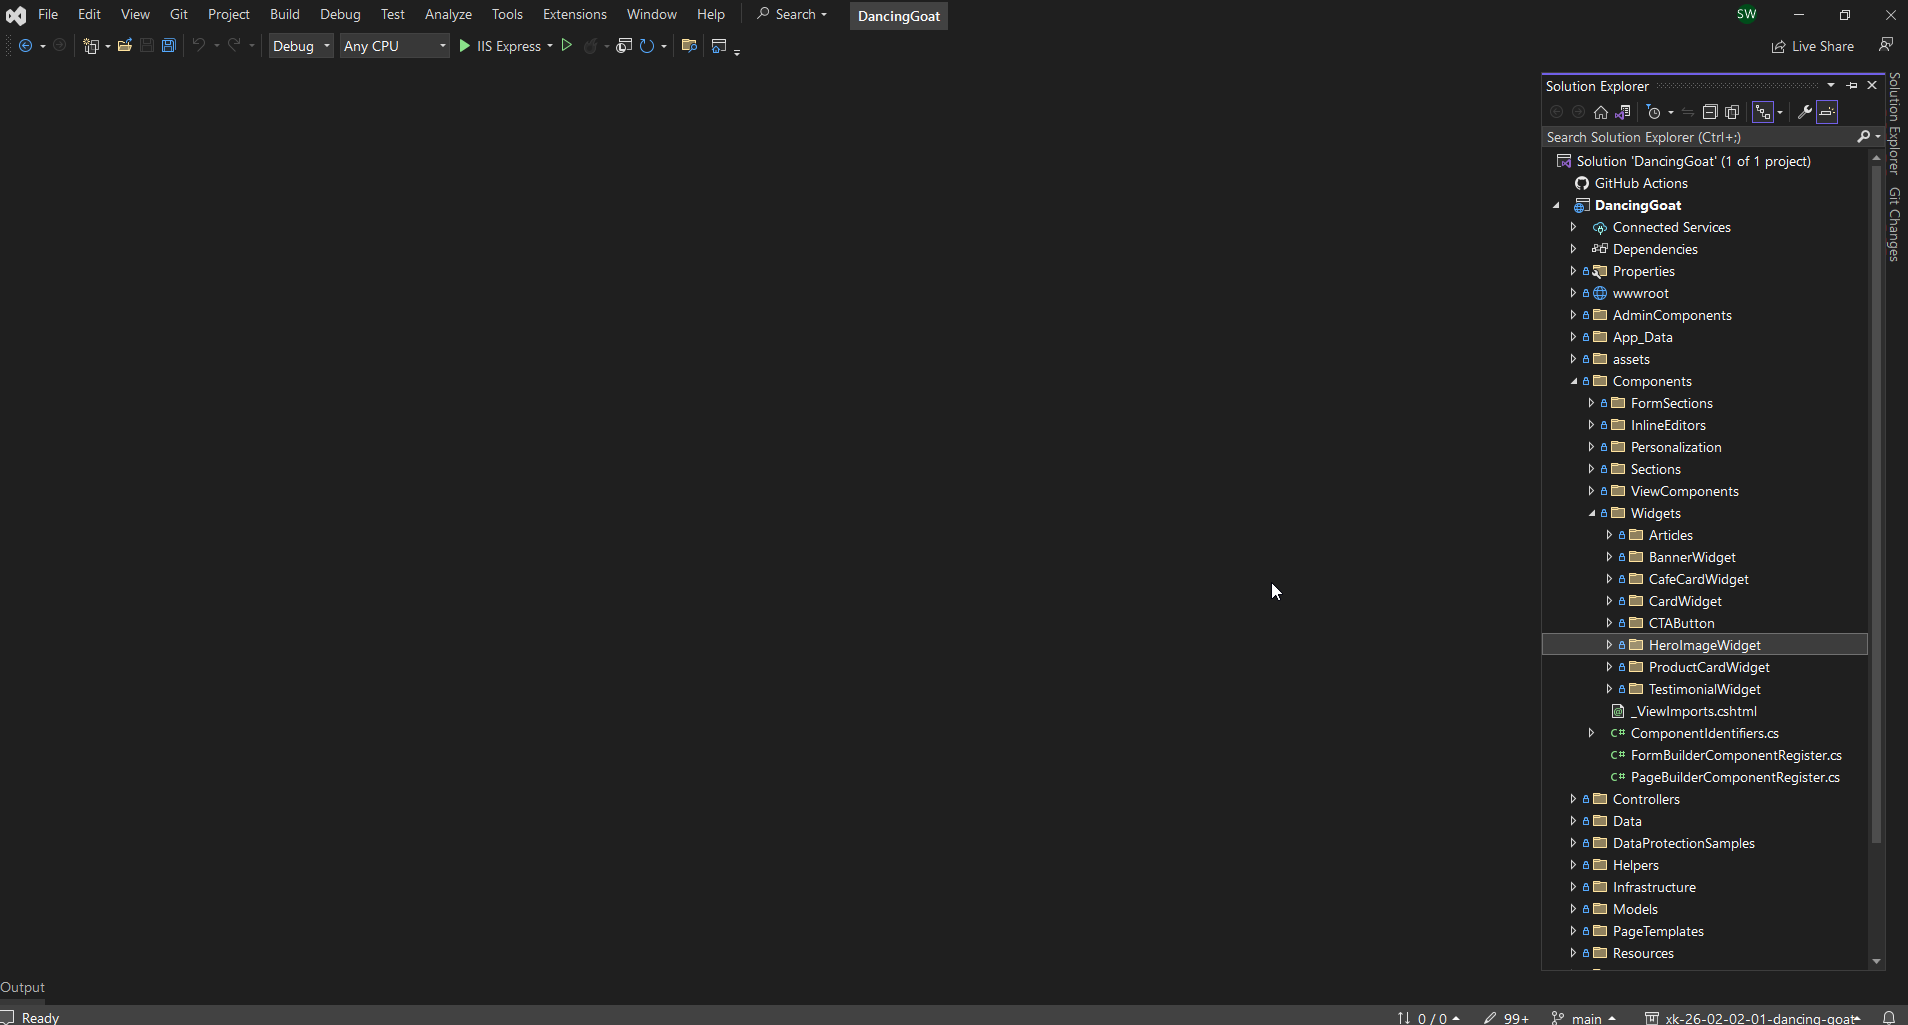 File Edit View Git Project Build Debug Test Analyze Tools Extensions Window Help Search DancingGoat SW
Debug Any CPU IIS Express Live Share
Solution Explorer
Search Solution Explorer (Ctrl+;)
Solution 'DancingGoat' (1 of 1 project)
GitHub Actions
DancingGoat
Connected Services
Dependencies
Properties
wwwroot
AdminComponents
App_Data
assets
Components
FormSections
InlineEditors
Personalization
Sections
ViewComponents
Widgets
Articles
BannerWidget
CafeCardWidget
CardWidget
CTAButton
HeroImageWidget
ProductCardWidget
TestimonialWidget
_ViewImports.cshtml
C# ComponentIdentifiers.cs
C# FormBuilderComponentRegister.cs
C# PageBuilderComponentRegister.cs
Controllers
Data
DataProtectionSamples
Helpers
Infrastructure
Models
PageTemplates
Resources
Solution Explorer
Git Changes
Output
Ready 0 / 0 99+ main xk-26-02-02-01-dancing-goat